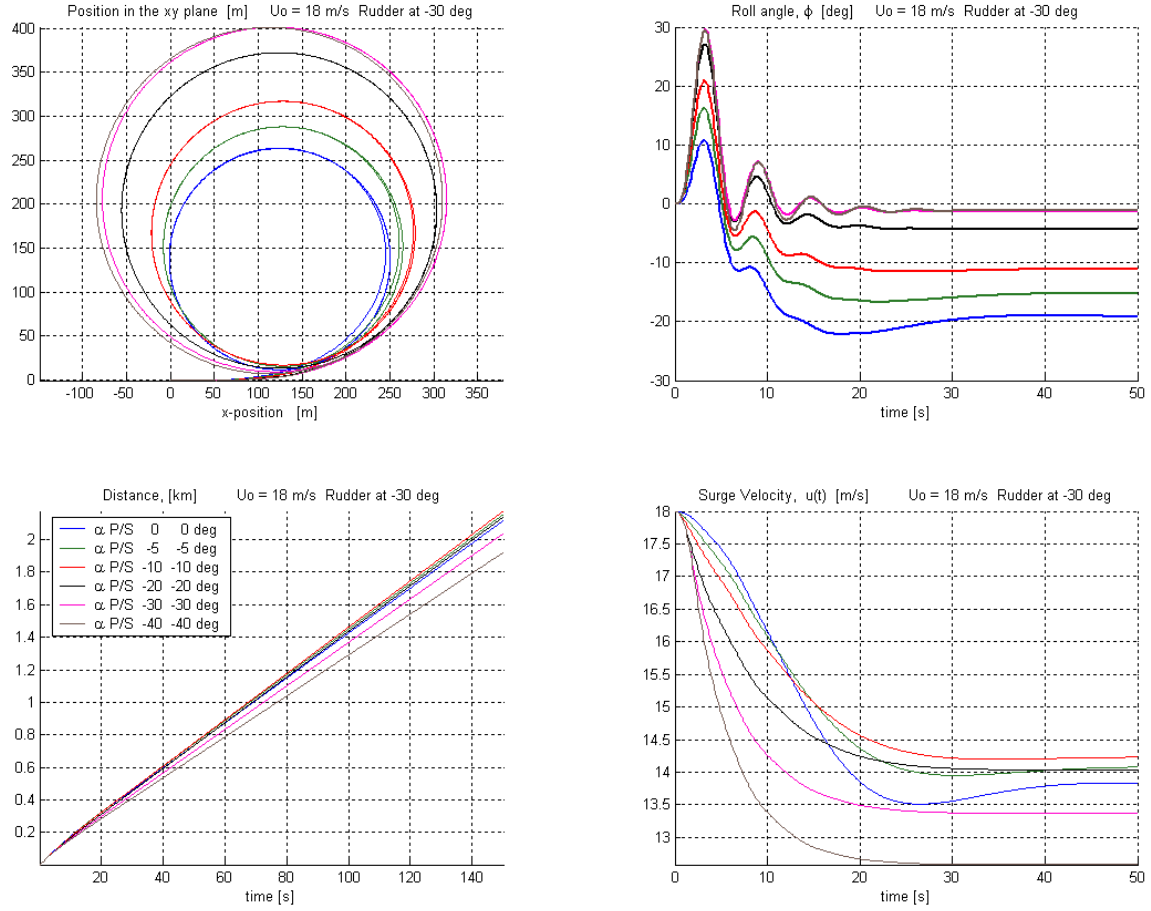 Position in the xy plane [m] Uo = 18 m/s Rudder at -30 deg
400
350
300
250
200
150
100
50
0
-100 -50 0 50 100 150 200 250 300 350
x-position [m]
Roll angle, ϕ [deg] Uo = 18 m/s Rudder at -30 deg
30
20
10
0
-10
-20
-30
0 10 20 30 40 50
time [s]
Distance, [km] Uo = 18 m/s Rudder at -30 deg
α P/S 0 0 deg
α P/S -5 -5 deg
α P/S -10 -10 deg
α P/S -20 -20 deg
α P/S -30 -30 deg
α P/S -40 -40 deg
2
1.8
1.6
1.4
1.2
1
0.8
0.6
0.4
0.2
20 40 60 80 100 120 140
time [s]
Surge Velocity, u(t) [m/s] Uo = 18 m/s Rudder at -30 deg
18
17.5
17
16.5
16
15.5
15
14.5
14
13.5
13
0 10 20 30 40 50
time [s]